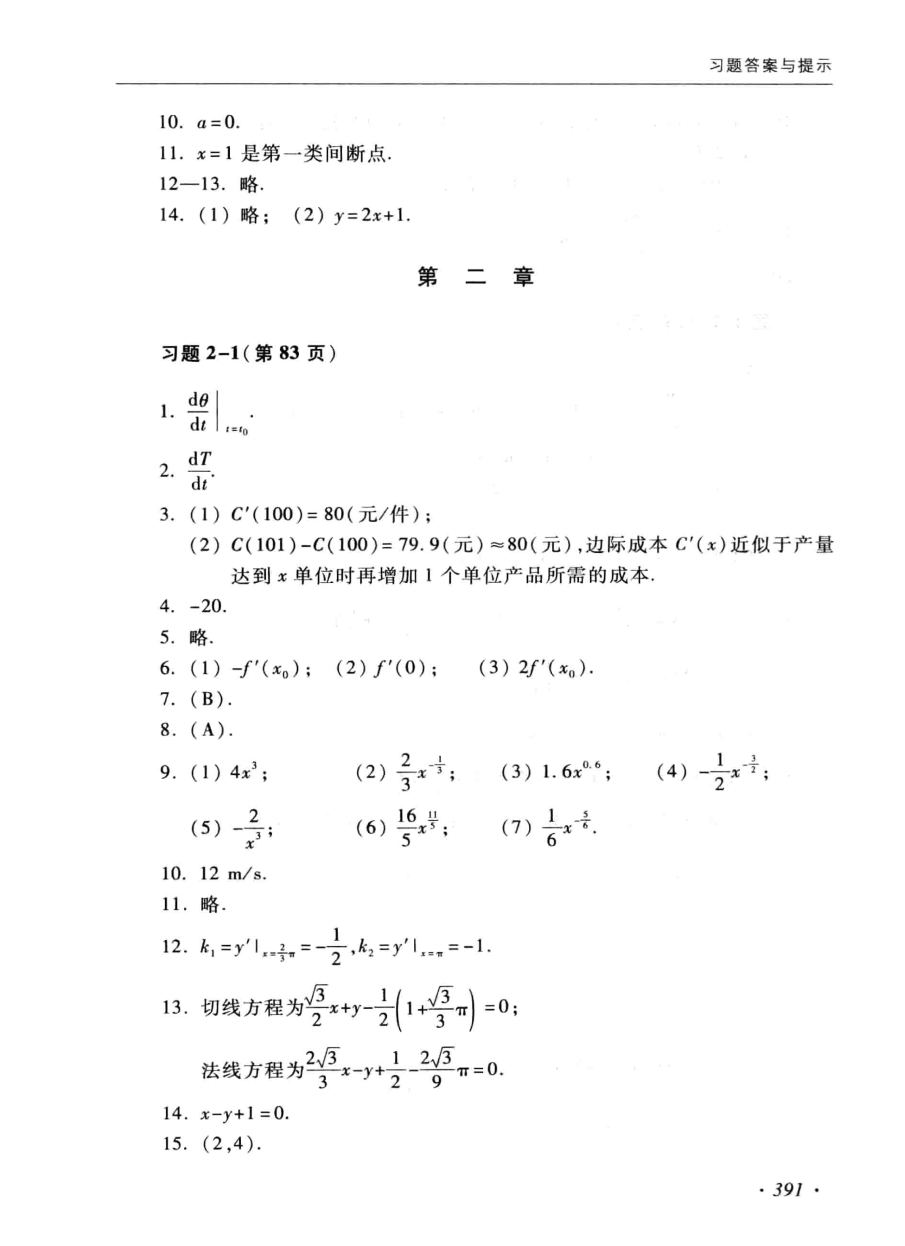 习题答案与提示
10. a=0.
11. x=1 是第一类间断点.
12—13. 略.
14. (1) 略; (2) y=2x+1.
第 二 章
习题 2-1(第 83 页)
1. $\left.\frac{d\theta}{dt}\right|_{t=t_0}$.
2. $\frac{dT}{dt}$.
3. (1) C'(100)=80(元/件);
(2) C(101)-C(100)=79.9(元)≈80(元),边际成本 C'(x)近似于产量
达到 x 单位时再增加 1 个单位产品所需的成本.
4. -20.
5. 略.
6. (1) -f'(x₀); (2) f'(0); (3) 2f'(x₀).
7. (B).
8. (A).
9. (1) $4x^3$; (2) $\frac{2}{3}x^{-\frac{1}{3}}$; (3) $1.6x^{0.6}$; (4) $-\frac{1}{2}x^{-\frac{3}{2}}$;
(5) $-\frac{2}{x^3}$; (6) $\frac{16}{5}x^{\frac{11}{5}}$; (7) $\frac{1}{6}x^{-\frac{5}{6}}$.
10. 12 m/s.
11. 略.
12. $k_1=y'|_{x=\frac{2}{3}\pi}=-\frac{1}{2}, k_2=y'|_{x=\pi}=-1$.
13. 切线方程为$\frac{\sqrt{3}}{2}x+y-\frac{1}{2}\left(1+\frac{\sqrt{3}}{3}\pi\right)=0$;
法线方程为$\frac{2\sqrt{3}}{3}x-y+\frac{1}{2}-\frac{2\sqrt{3}}{9}\pi=0$.
14. x-y+1=0.
15. (2,4).
· 391 ·